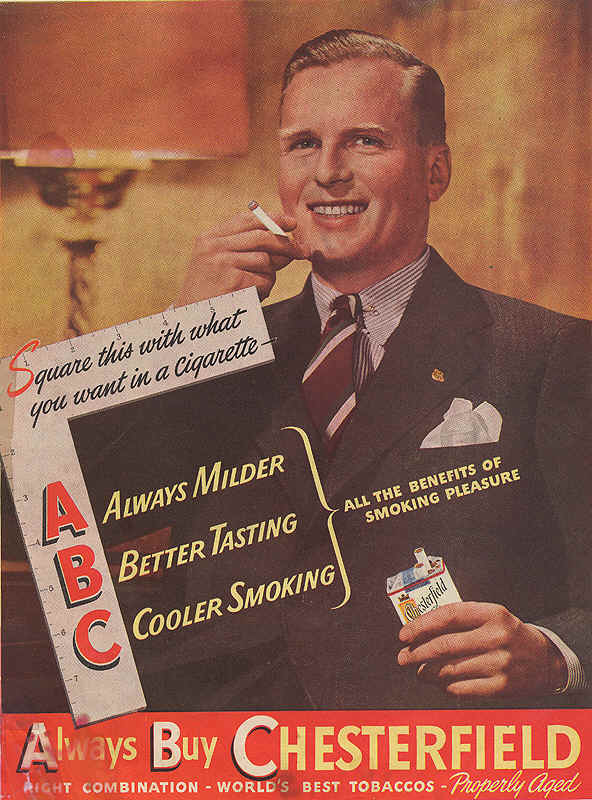 Square this with what
you want in a Cigarette—
A
B
C
ALWAYS MILDER
BETTER TASTING
COOLER SMOKING
ALL THE BENEFITS OF
SMOKING PLEASURE
Chesterfield
Always Buy CHESTERFIELD
RIGHT COMBINATION - WORLD'S BEST TOBACCOS - Properly Aged